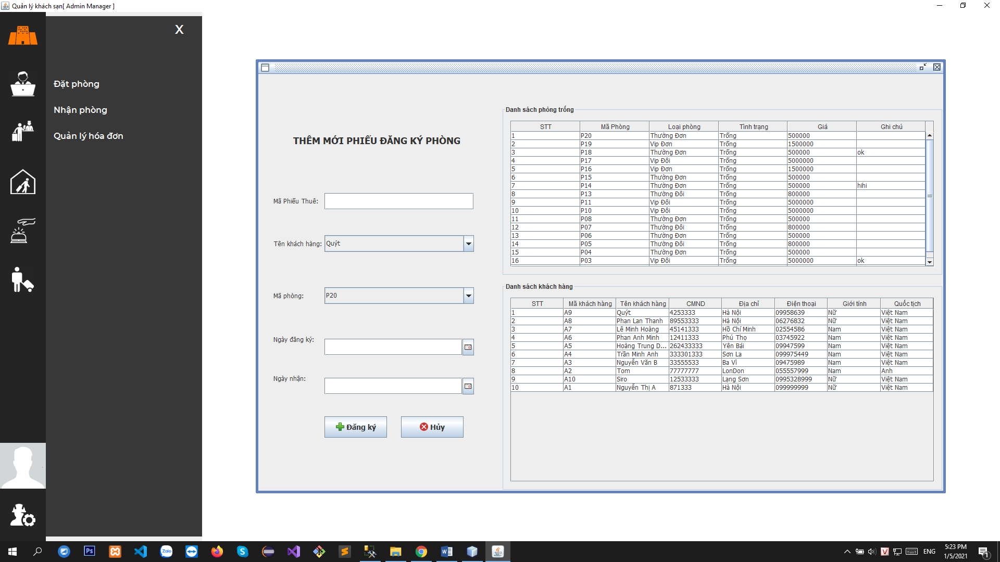 Quản lý khách sạn[ Admin Manager ]
X
Đặt phòng
Nhận phòng
Quản lý hóa đơn
THÊM MỚI PHIẾU ĐĂNG KÝ PHÒNG
Mã Phiếu Thuê:
Tên khách hàng: Quýt
Mã phòng: P20
Ngày đăng ký:
Ngày nhận:
Đăng ký Hủy
Danh sách phòng trống
STT Mã Phòng Loại phòng Tình trạng Giá Ghi chú
1 P20 Thường Đơn Trống 500000
2 P19 Vip Đơn Trống 1500000
3 P18 Thường Đơn Trống 500000 ok
4 P17 Vip Đôi Trống 5000000
5 P16 Vip Đơn Trống 1500000
6 P15 Thường Đơn Trống 500000
7 P14 Thường Đơn Trống 500000 hihi
8 P13 Thường Đôi Trống 800000
9 P11 Vip Đôi Trống 5000000
10 P10 Vip Đôi Trống 5000000
11 P08 Thường Đơn Trống 500000
12 P07 Thường Đôi Trống 800000
13 P06 Thường Đơn Trống 500000
14 P05 Thường Đôi Trống 800000
15 P04 Thường Đơn Trống 500000
16 P03 Vip Đôi Trống 5000000 ok
Danh sách khách hàng
STT Mã khách hàng Tên khách hàng CMND Địa chỉ Điện thoại Giới tính Quốc tịch
1 A9 Quýt 4253333 Hà Nội 09958639 Nữ Việt Nam
2 A8 Phan Lan Thanh 89553333 Hà Nội 06276832 Nữ Việt Nam
3 A7 Lê Minh Hoàng 45141333 Hồ Chí Minh 02554586 Nam Việt Nam
4 A6 Phan Anh Minh 12411333 Phú Thọ 03745922 Nam Việt Nam
5 A5 Hoàng Trung D... 262433333 Yên Bái 09947599 Nam Việt Nam
6 A4 Trần Minh Anh 333301333 Sơn La 099975449 Nam Việt Nam
7 A3 Nguyễn Văn B 33555533 Ba Vì 09475989 Nam Việt Nam
8 A2 Tom 77777777 LonDon 055557999 Nam Anh
9 A10 Siro 12533333 Lạng Sơn 0995328999 Nữ Việt Nam
10 A1 Nguyễn Thị A 871333 Hà Nội 099999999 Nữ Việt Nam
Ps
Zalo
ENG
5:23 PM
1/5/2021
1